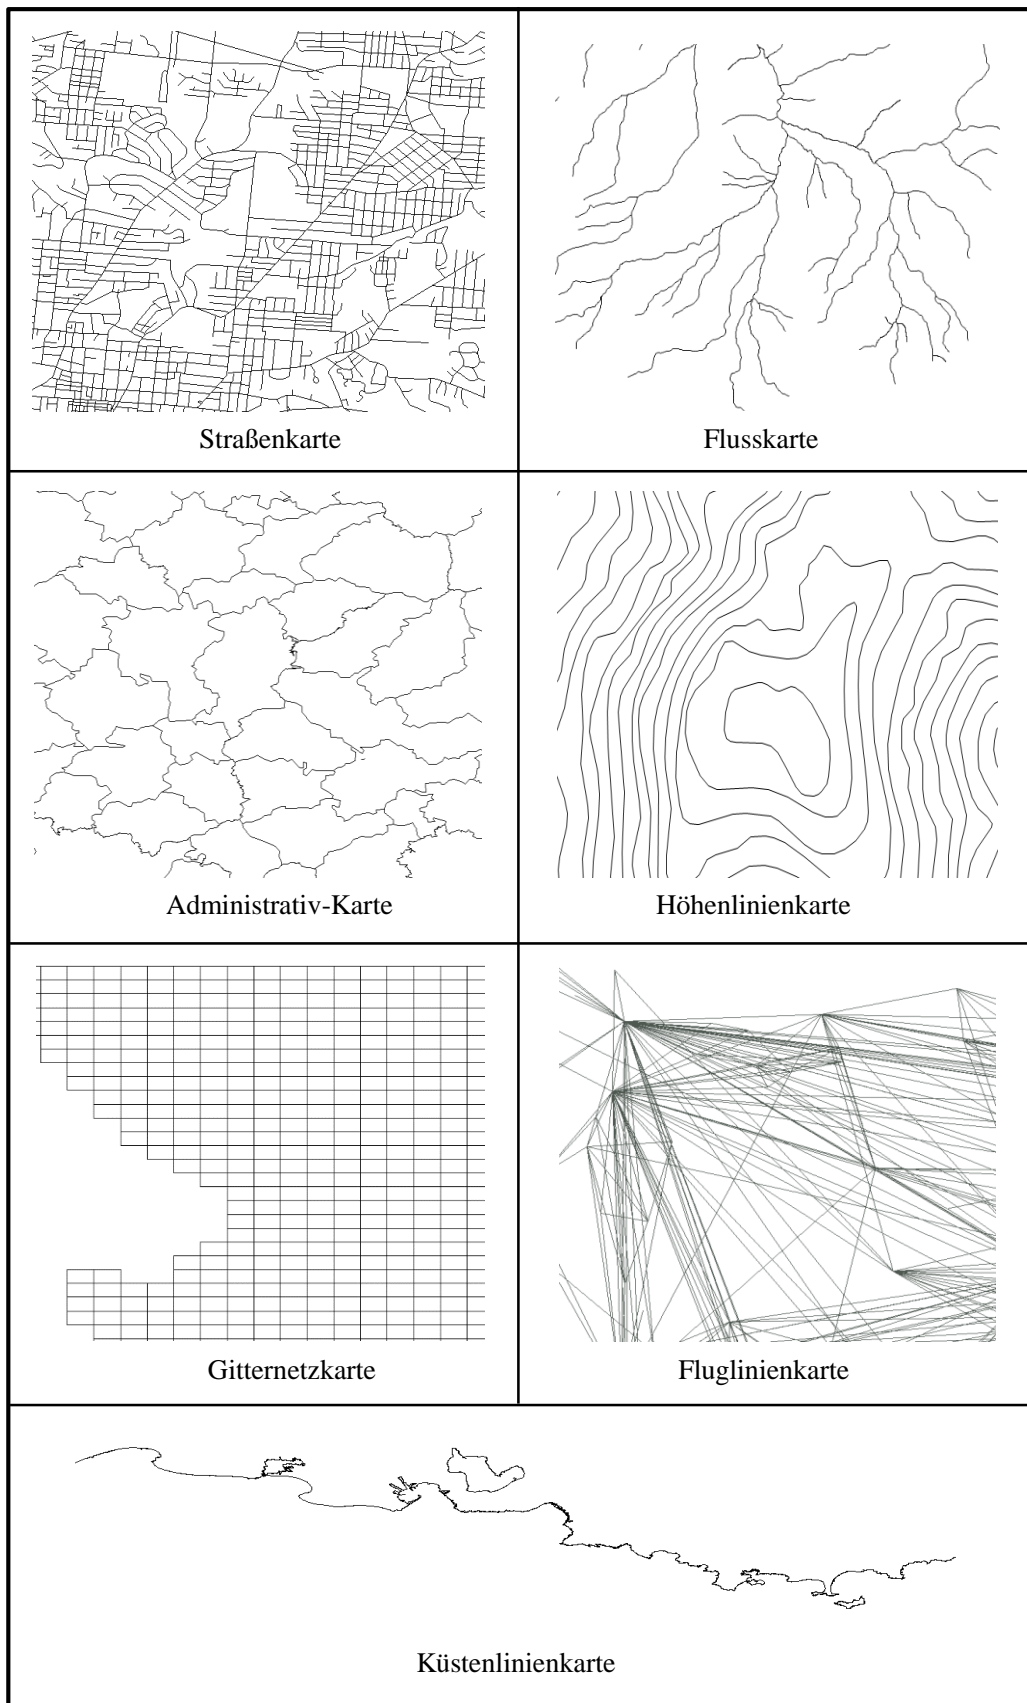 Straßenkarte
Flusskarte
Administrativ-Karte
Höhenlinienkarte
Gitternetzkarte
Fluglinienkarte
Küstenlinienkarte